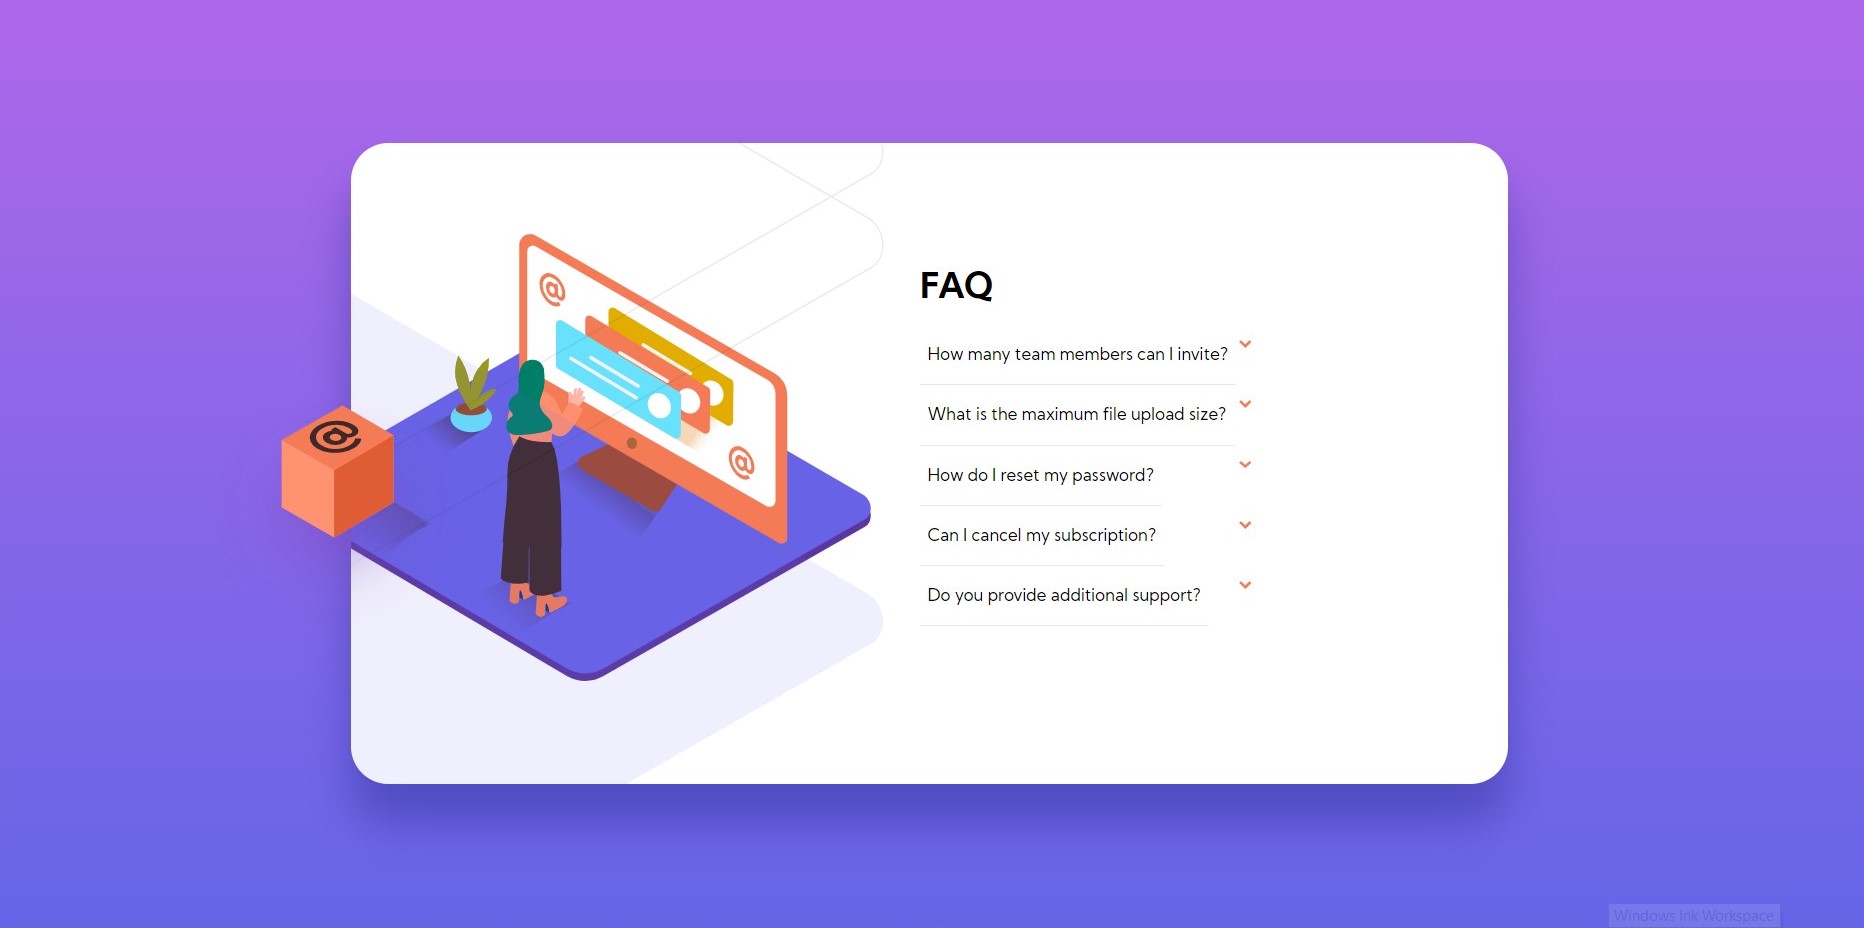 @
FAQ
@
How many team members can I invite?
What is the maximum file upload size?
@
How do I reset my password?
@
Can I cancel my subscription?
Do you provide additional support?
Windows Ink Workspace